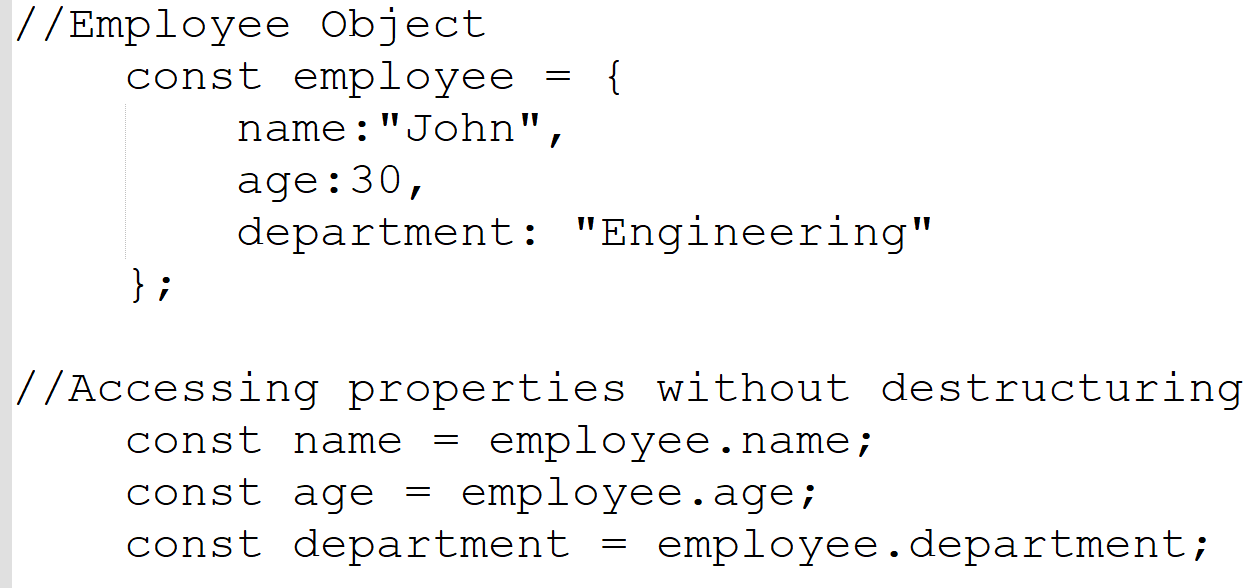 //Employee Object
const employee = {
name:"John",
age:30,
department: "Engineering"
};
//Accessing properties without destructuring
const name = employee.name;
const age = employee.age;
const department = employee.department;